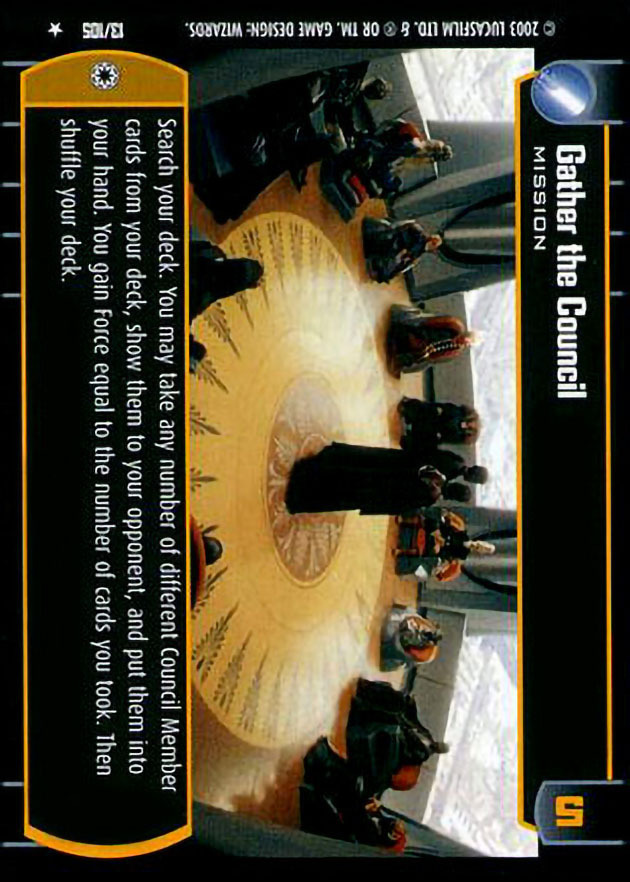 Gather the Council
MISSION
5
Search your deck. You may take any number of different Council Member
cards from your deck, show them to your opponent, and put them into
your hand. You gain Force equal to the number of cards you took. Then
shuffle your deck.
© 2003 LUCASFILM LTD. & ® OR TM. GAME DESIGN: WIZARDS.
13/105 ★